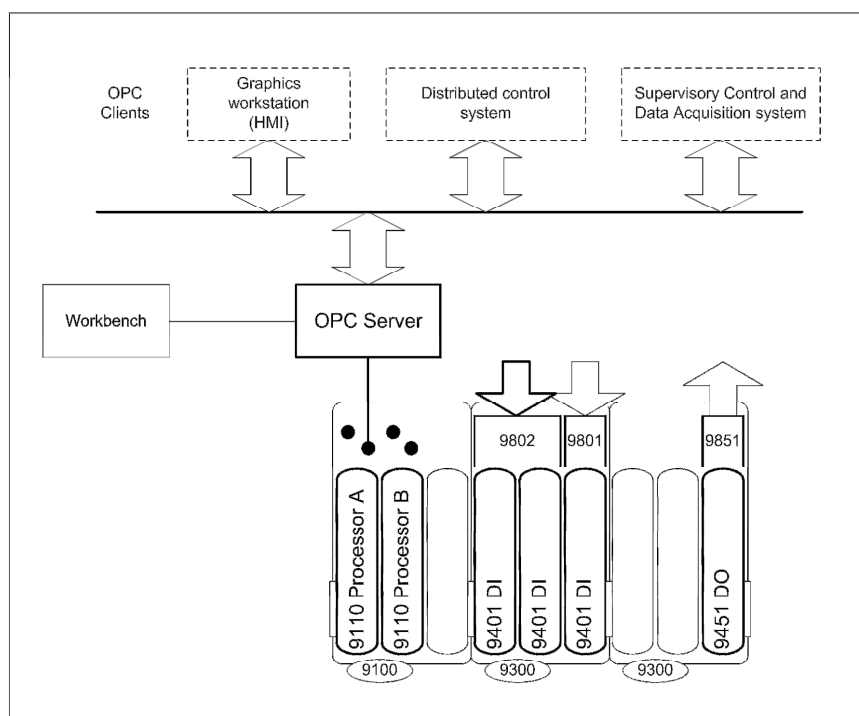 OPC
Clients
Graphics
workstation
(HMI)
Distributed control
system
Supervisory Control and
Data Acquisition system
Workbench
OPC Server
9802
9801
9851
9110 Processor A
9110 Processor B
9401 DI
9401 DI
9401 DI
9451 DO
9100
9300
9300